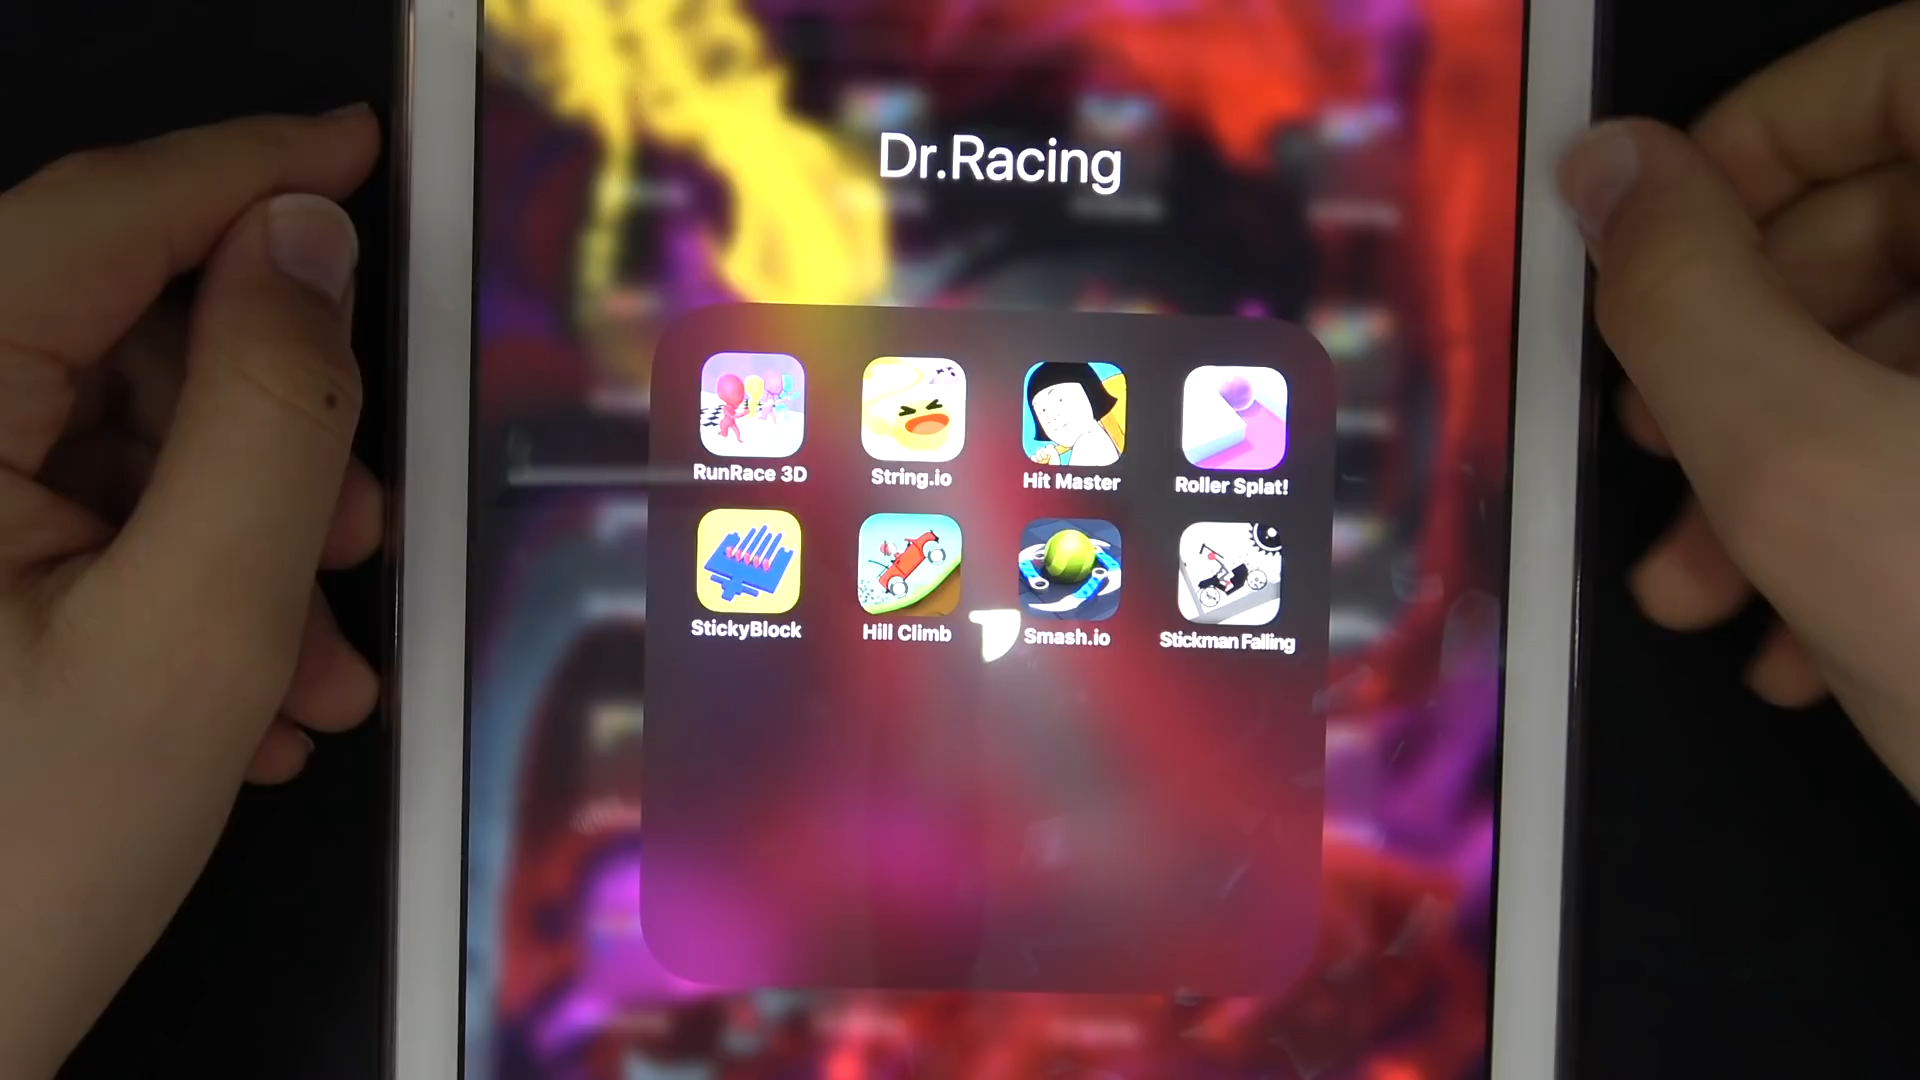 Dr.Racing
RunRace 3D
String.io
Hit Master
Roller Splat!
StickyBlock
Hill Climb
Smash.io
Stickman Falling